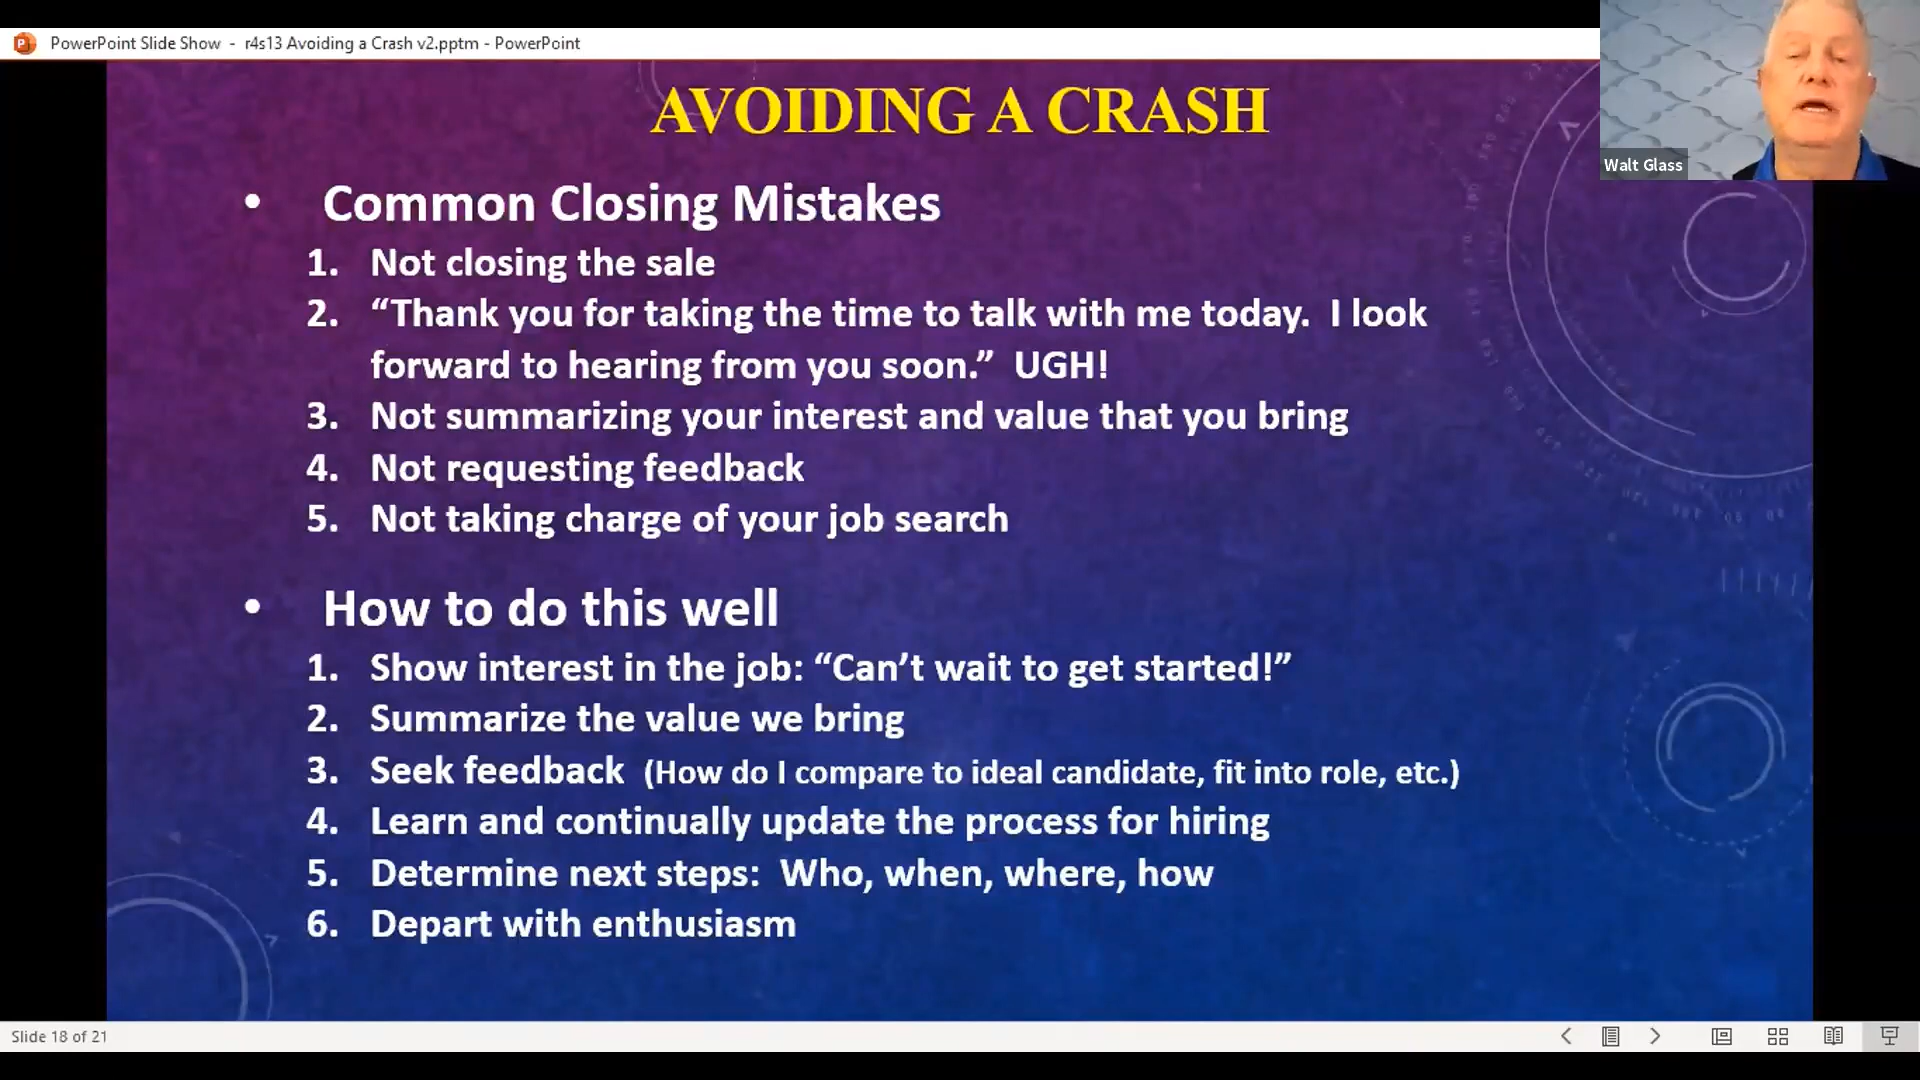 PowerPoint Slide Show - r4s13 Avoiding a Crash v2.pptm - PowerPoint
Walt Glass
AVOIDING A CRASH
• Common Closing Mistakes
1. Not closing the sale
2. “Thank you for taking the time to talk with me today. I look
forward to hearing from you soon.” UGH!
3. Not summarizing your interest and value that you bring
4. Not requesting feedback
5. Not taking charge of your job search
• How to do this well
1. Show interest in the job: “Can’t wait to get started!”
2. Summarize the value we bring
3. Seek feedback (How do I compare to ideal candidate, fit into role, etc.)
4. Learn and continually update the process for hiring
5. Determine next steps: Who, when, where, how
6. Depart with enthusiasm
Slide 18 of 21